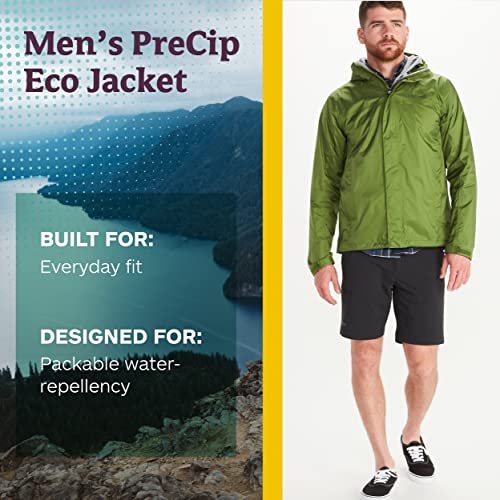 Men’s PreCip
Eco Jacket
BUILT FOR:
Everyday fit
DESIGNED FOR:
Packable water-
repellency